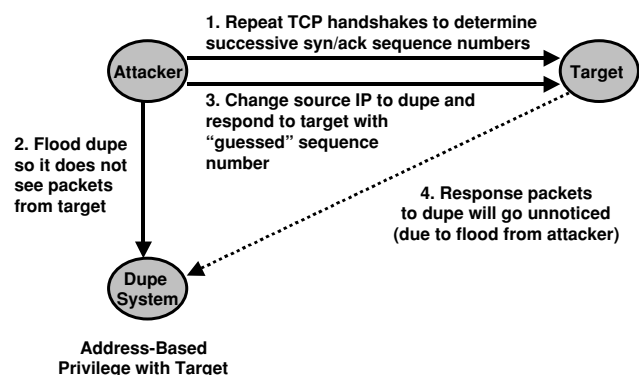 1. Repeat TCP handshakes to determine
successive syn/ack sequence numbers
Attacker
Target
3. Change source IP to dupe and
respond to target with
“guessed” sequence
number
2. Flood dupe
so it does not
see packets
from target
4. Response packets
to dupe will go unnoticed
(due to flood from attacker)
Dupe
System
Address-Based
Privilege with Target